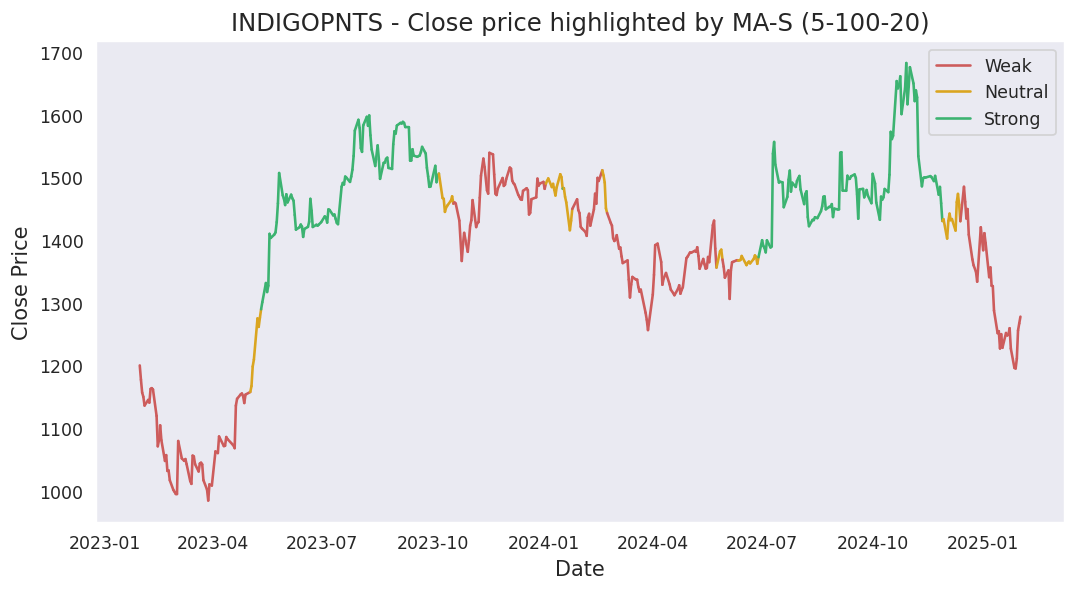 INDIGOPNTS - Close price highlighted by MA-S (5-100-20)
Weak
Neutral
Strong
Close Price
1700
1600
1500
1400
1300
1200
1100
1000
2023-01 2023-04 2023-07 2023-10 2024-01 2024-04 2024-07 2024-10 2025-01
Date